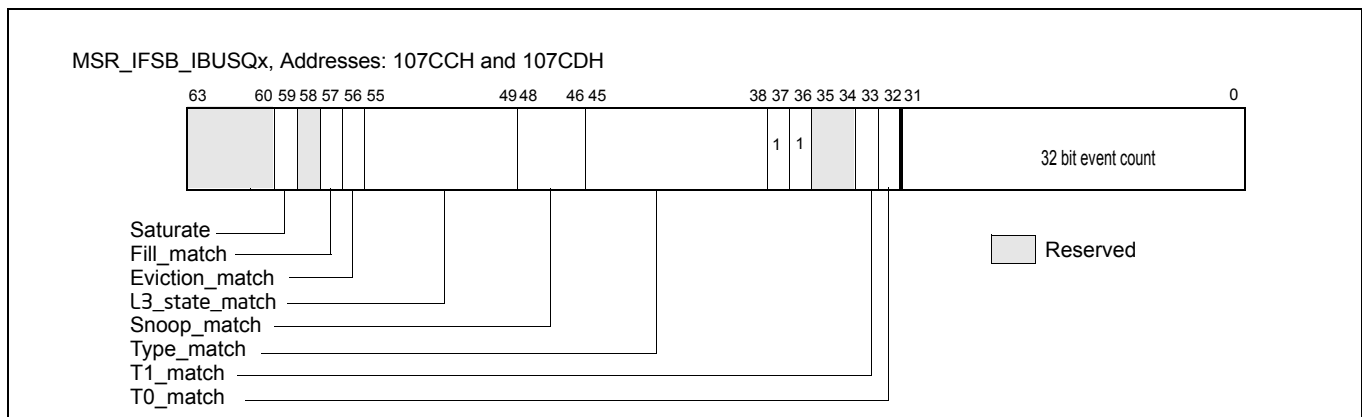 MSR_IFSB_IBUSQx, Addresses: 107CCH and 107CDH
63 60 59 58 57 56 55 49 48 46 45 38 37 36 35 34 33 32 31 0
1 1 32 bit event count
Saturate
Fill_match
Eviction_match
L3_state_match
Snoop_match
Type_match
T1_match
T0_match
Reserved